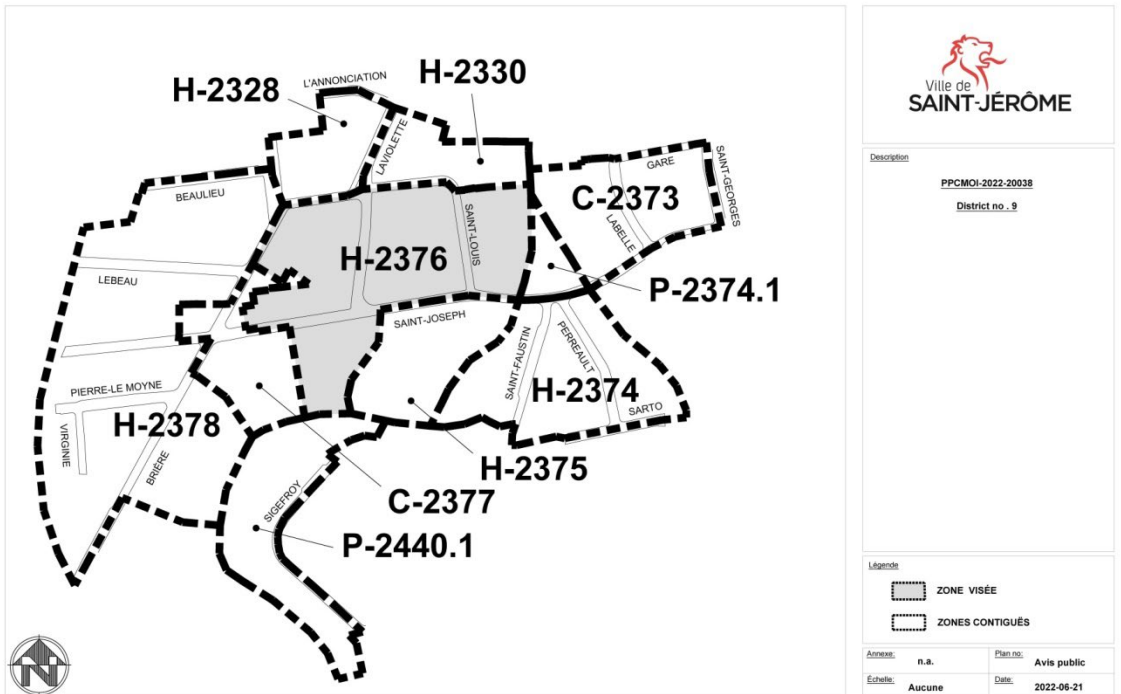 H-2328
L'ANNONCIATION
H-2330
LAVIOLETTE
GARE
SAINT-GEORGES
BEAULIEU
C-2373
LABELLE
SAINT-LOUIS
H-2376
LEBEAU
P-2374.1
SAINT-JOSEPH
SAINT-FAUSTIN
PERREAULT
PIERRE-LE MOYNE
H-2374
SARTO
H-2378
VIRGINIE
BRIÈRE
H-2375
C-2377
SIGEFROY
P-2440.1
N
Ville de
SAINT-JÉRÔME
Description
PPCMOI-2022-20038
District no . 9
Légende
ZONE VISÉE
ZONES CONTIGUËS
Annexe: n.a. Plan no: Avis public
Échelle: Aucune Date: 2022-06-21